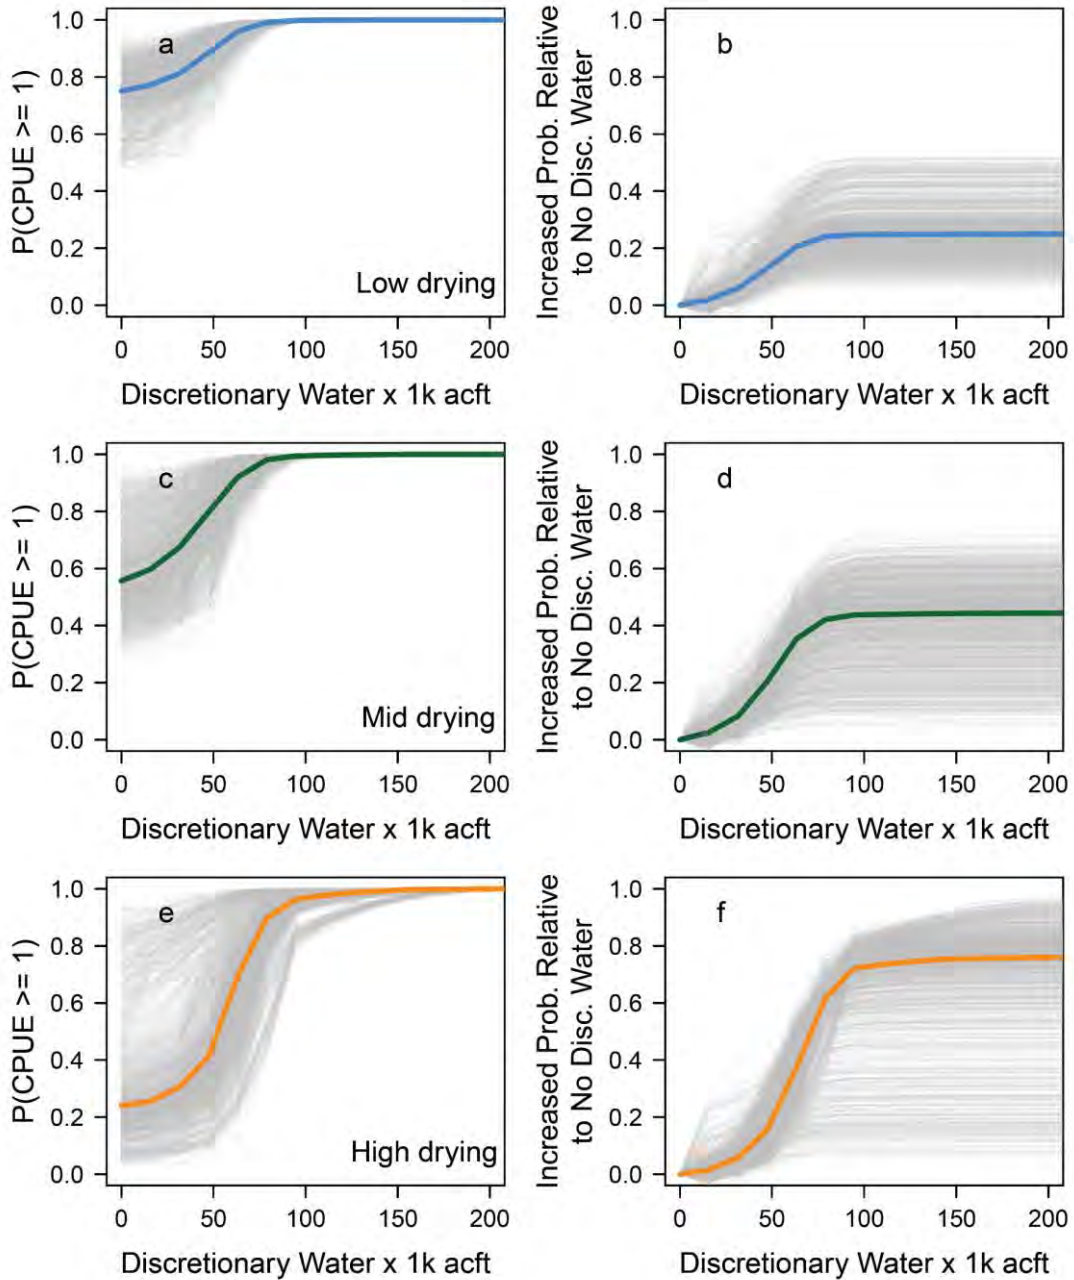 P(CPUE >= 1)
1.0
0.8
0.6
0.4
0.2
0.0
a
Low drying
0 50 100 150 200
Discretionary Water x 1k acft
Increased Prob. Relative
to No Disc. Water
1.0
0.8
0.6
0.4
0.2
0.0
b
0 50 100 150 200
Discretionary Water x 1k acft
P(CPUE >= 1)
1.0
0.8
0.6
0.4
0.2
0.0
c
Mid drying
0 50 100 150 200
Discretionary Water x 1k acft
Increased Prob. Relative
to No Disc. Water
1.0
0.8
0.6
0.4
0.2
0.0
d
0 50 100 150 200
Discretionary Water x 1k acft
P(CPUE >= 1)
1.0
0.8
0.6
0.4
0.2
0.0
e
High drying
0 50 100 150 200
Discretionary Water x 1k acft
Increased Prob. Relative
to No Disc. Water
1.0
0.8
0.6
0.4
0.2
0.0
f
0 50 100 150 200
Discretionary Water x 1k acft